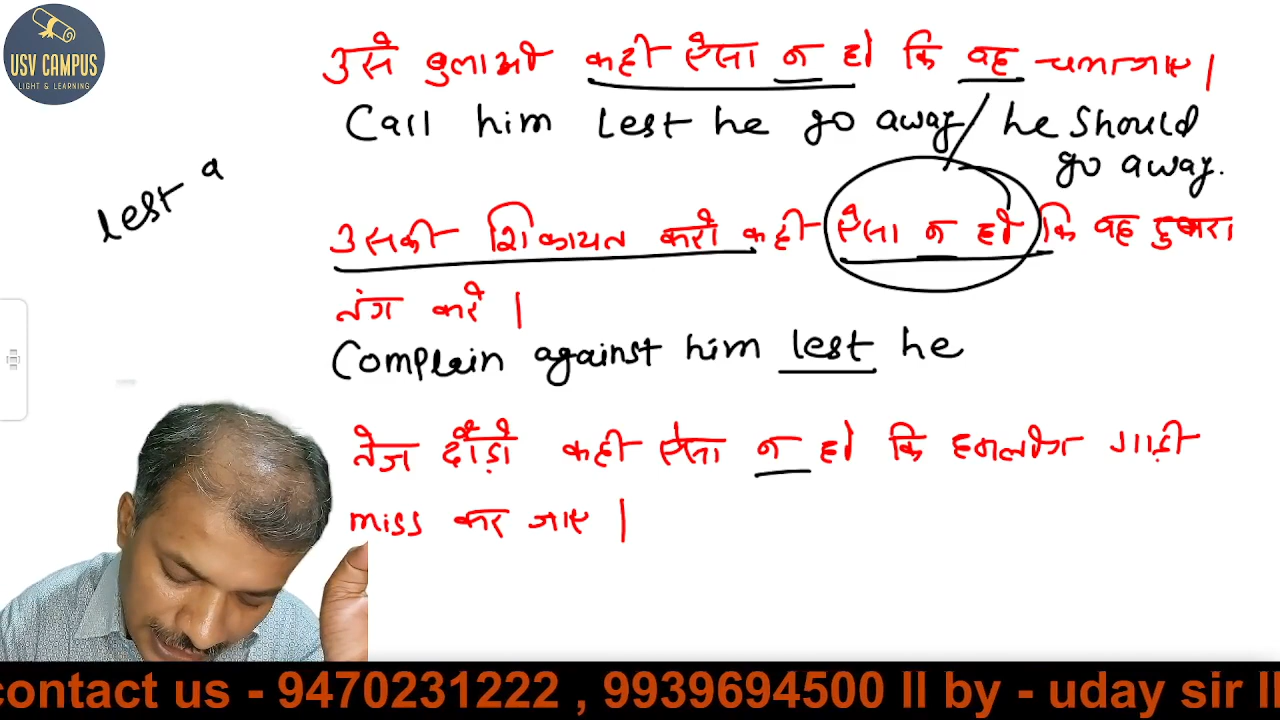 USV CAMPUS
LIGHT & LEARNING
उसे बुलाओ कही ऐसा न हो कि वह चला जाए।
Call him lest he go away / he should
go away.
lest a
उसकी शिकायत करो कही ऐसा न हो कि वह दुबारा
तंग करे।
Complain against him lest he
तेज दौड़ो कही ऐसा न हो कि हमलोग गाड़ी
miss कर जाए।
contact us - 9470231222 , 9939694500 ll by - uday sir ll